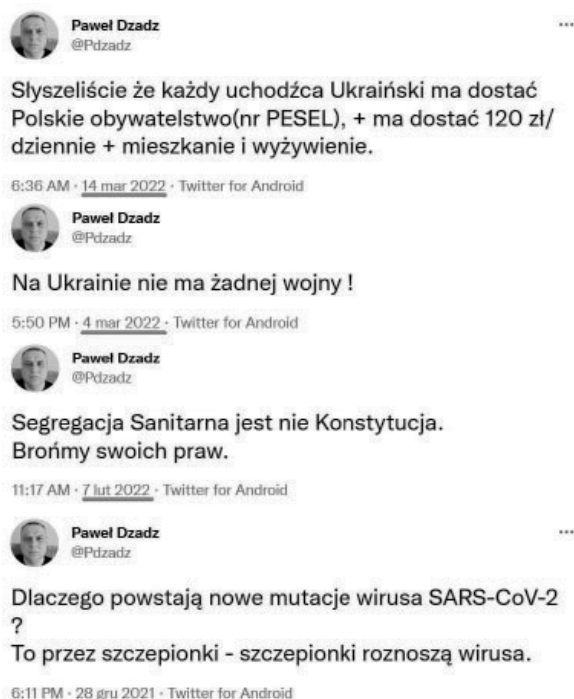 Paweł Dzadz
@Pdzadz
Słyszeliście że każdy uchodźca Ukraiński ma dostać
Polskie obywatelstwo(nr PESEL), + ma dostać 120 zł/
dziennie + mieszkanie i wyżywienie.
6:36 AM · 14 mar 2022 · Twitter for Android
Paweł Dzadz
@Pdzadz
Na Ukrainie nie ma żadnej wojny !
5:50 PM · 4 mar 2022 · Twitter for Android
Paweł Dzadz
@Pdzadz
Segregacja Sanitarna jest nie Konstytucja.
Brońmy swoich praw.
11:17 AM · 7 lut 2022 · Twitter for Android
Paweł Dzadz
@Pdzadz
Dlaczego powstają nowe mutacje wirusa SARS-CoV-2
?
To przez szczepionki - szczepionki roznoszą wirusa.
6:11 PM · 28 gru 2021 · Twitter for Android